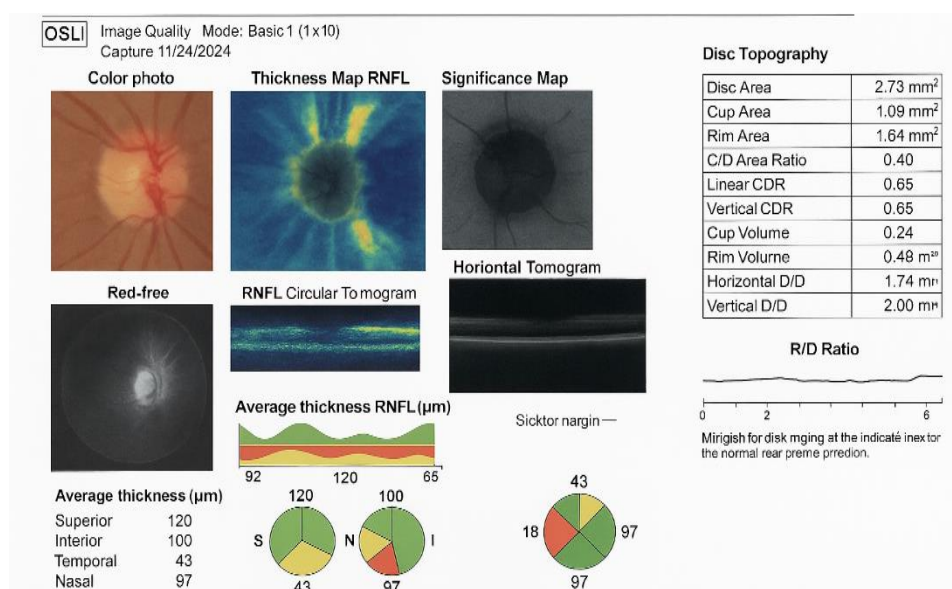 OSLI
Image Quality Mode: Basic 1 (1x10)
Capture 11/24/2024
Color photo
Thickness Map RNFL
Significance Map
Red-free
RNFL Circular Tomogram
Horiontal Tomogram
Average thickness RNFL (μm)
92 120 65
Sicktor nargin
Average thickness (μm)
Superior 120
Interior 100
Temporal 43
Nasal 97
120
S
43
100
N I
97
43
18 97
97
Disc Topography
Disc Area 2.73 mm²
Cup Area 1.09 mm²
Rim Area 1.64 mm²
C/D Area Ratio 0.40
Linear CDR 0.65
Vertical CDR 0.65
Cup Volume 0.24
Rim Volurne 0.48
Horizontal D/D 1.74
Vertical D/D 2.00
R/D Ratio
0 2 6
Mirigish for disk mging at the indicaté inextor
the normal rear preme prredion.